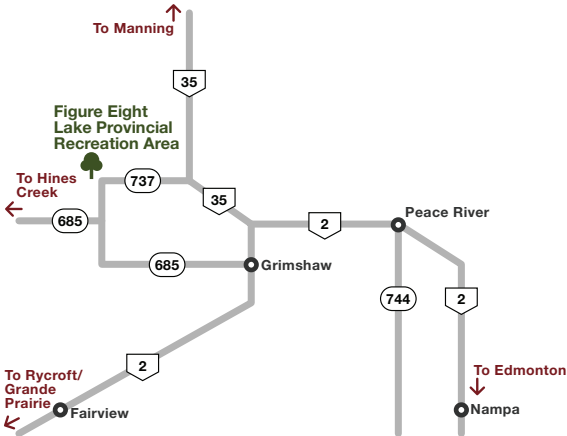 To Manning
35
Figure Eight
Lake Provincial
Recreation Area
To Hines
Creek
737
35
685
2
Peace River
685
Grimshaw
744
2
2
To Rycroft/
Grande
Prairie
Fairview
To Edmonton
Nampa